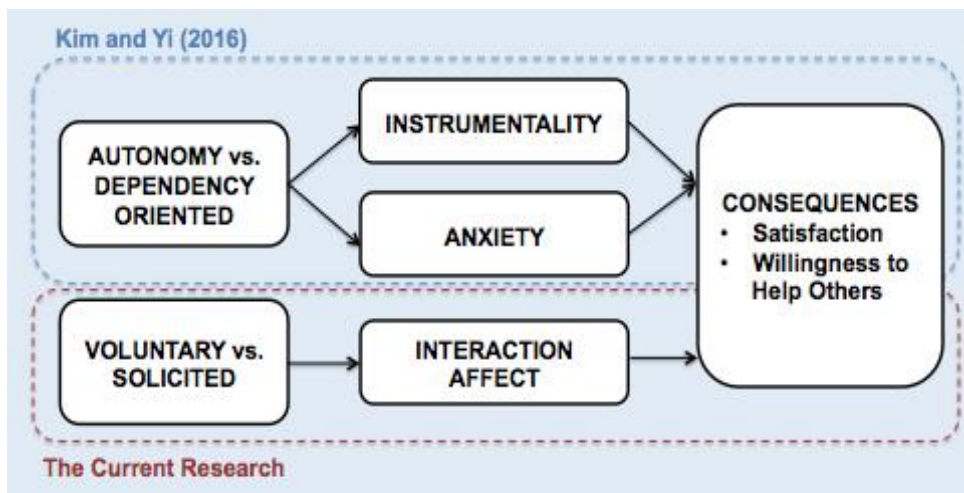 Kim and Yi (2016)
AUTONOMY vs.
DEPENDENCY
ORIENTED
INSTRUMENTALITY
ANXIETY
CONSEQUENCES
• Satisfaction
• Willingness to
Help Others
VOLUNTARY vs.
SOLICITED
INTERACTION
AFFECT
The Current Research